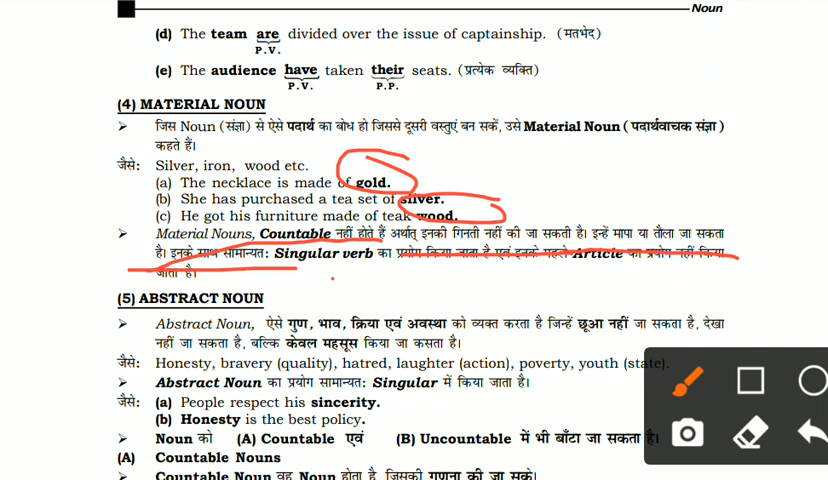 Noun
(d) The team are divided over the issue of captainship. (मतभेद)
P.V.
(e) The audience have taken their seats. (प्रत्येक व्यक्ति)
P.V. P.P.
(4) MATERIAL NOUN
➢ जिस Noun (संज्ञा) से ऐसे पदार्थ का बोध हो जिससे दूसरी वस्तुएं बन सकें, उसे Material Noun (पदार्थवाचक संज्ञा)
कहते हैं।
जैसे: Silver, iron, wood etc.
(a) The necklace is made of gold.
(b) She has purchased a tea set of silver.
(c) He got his furniture made of teak wood.
➢ Material Nouns, Countable नहीं होते हैं अर्थात् इनकी गिनती नहीं की जा सकती है। इन्हें मापा या तौला जा सकता
है। इनके साथ सामान्यत: Singular verb का प्रयोग किया जाता है एवं इनके पहले Article का प्रयोग नहीं किया
जाता है।
(5) ABSTRACT NOUN
➢ Abstract Noun, ऐसे गुण, भाव, क्रिया एवं अवस्था को व्यक्त करता है जिन्हें छूआ नहीं जा सकता है, देखा
नहीं जा सकता है, बल्कि केवल महसूस किया जा कसता है।
जैसे: Honesty, bravery (quality), hatred, laughter (action), poverty, youth (state).
➢ Abstract Noun का प्रयोग सामान्यत: Singular में किया जाता है।
जैसे: (a) People respect his sincerity.
(b) Honesty is the best policy.
➢ Noun को (A) Countable एवं (B) Uncountable में भी बाँटा जा सकता है।
(A) Countable Nouns
➢ Countable Noun वह Noun होता है, जिसकी गणना की जा सके।